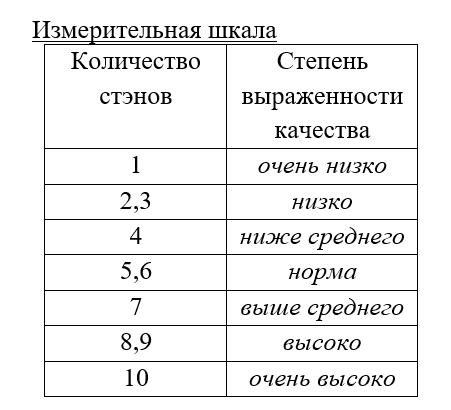 Измерительная шкала
Количество стэнов | Степень выраженности качества
1 | очень низко
2,3 | низко
4 | ниже среднего
5,6 | норма
7 | выше среднего
8,9 | высоко
10 | очень высоко